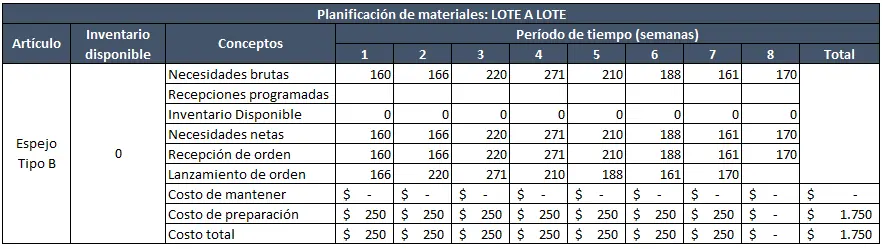 Planificación de materiales: LOTE A LOTE
Artículo Inventario disponible Conceptos Período de tiempo (semanas)
1 2 3 4 5 6 7 8 Total
Espejo Tipo B 0
Necesidades brutas 160 166 220 271 210 188 161 170
Recepciones programadas
Inventario Disponible 0 0 0 0 0 0 0 0
Necesidades netas 160 166 220 271 210 188 161 170
Recepción de orden 160 166 220 271 210 188 161 170
Lanzamiento de orden 166 220 271 210 188 161 170
Costo de mantener $ - $ - $ - $ - $ - $ - $ - $ - $ -
Costo de preparación $ 250 $ 250 $ 250 $ 250 $ 250 $ 250 $ 250 $ - $ 1.750
Costo total $ 250 $ 250 $ 250 $ 250 $ 250 $ 250 $ 250 $ - $ 1.750